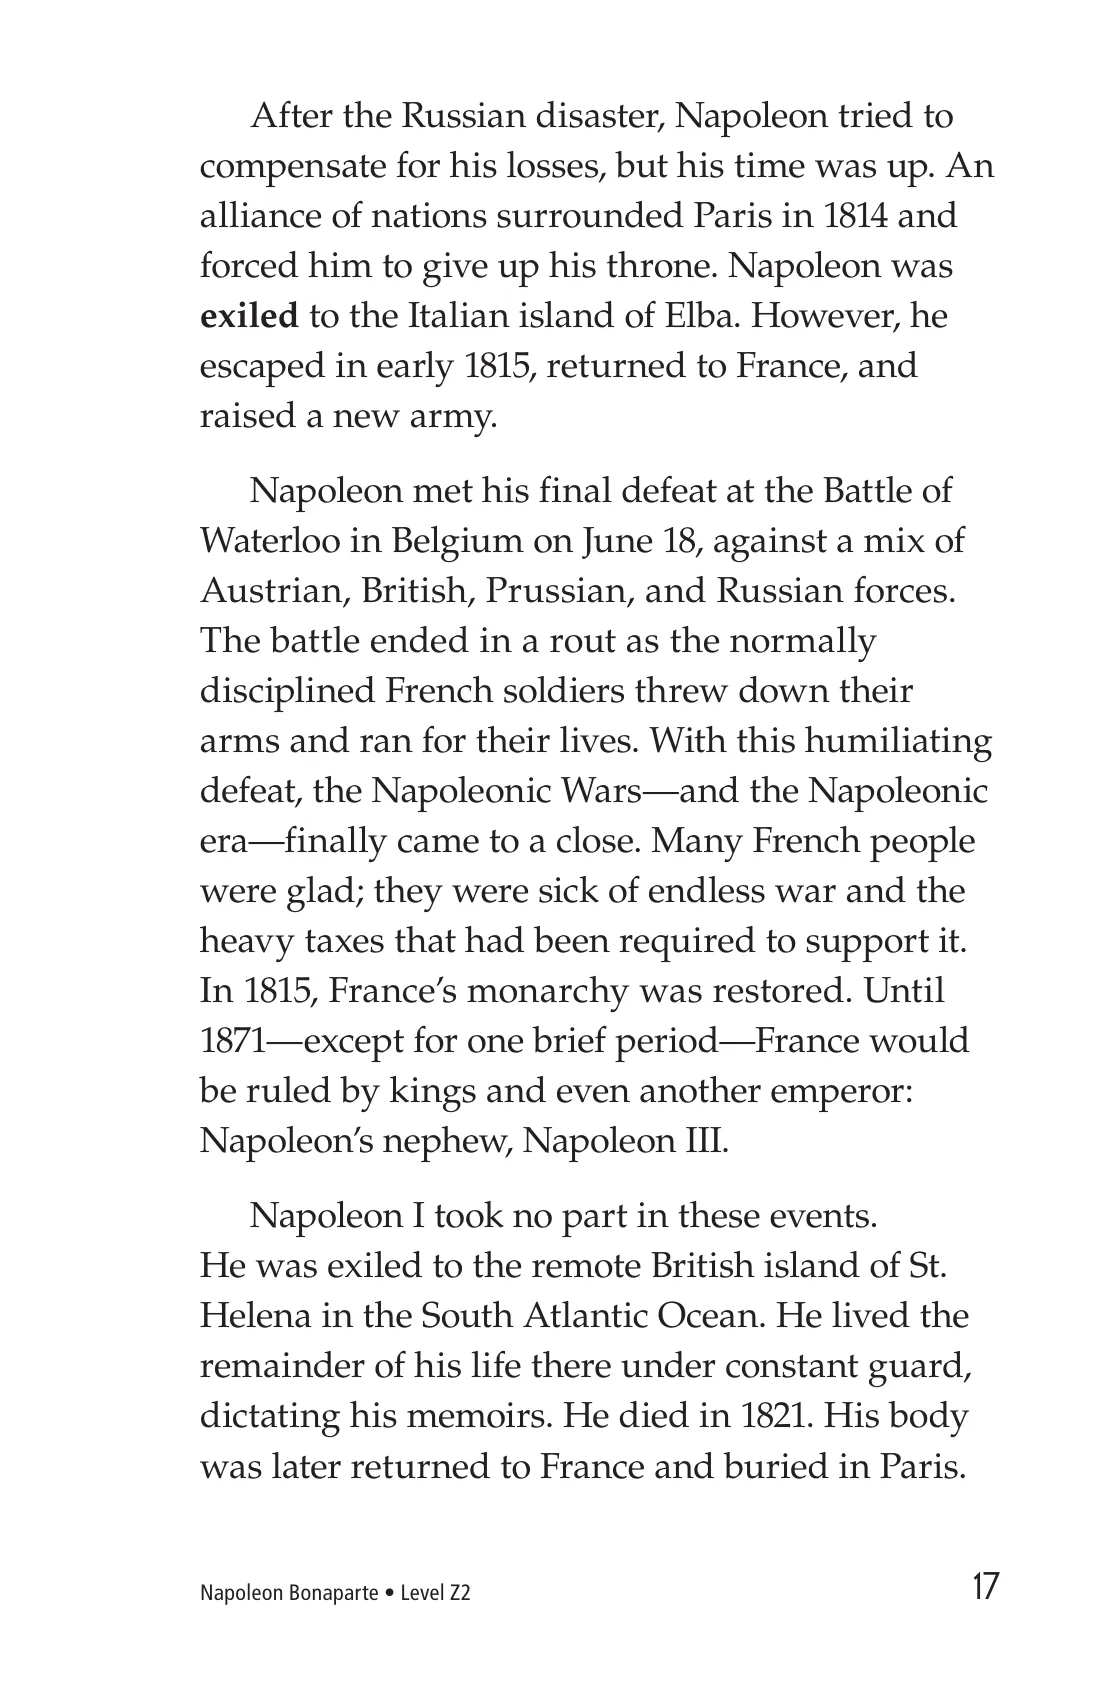 After the Russian disaster, Napoleon tried to
compensate for his losses, but his time was up. An
alliance of nations surrounded Paris in 1814 and
forced him to give up his throne. Napoleon was
exiled to the Italian island of Elba. However, he
escaped in early 1815, returned to France, and
raised a new army.
Napoleon met his final defeat at the Battle of
Waterloo in Belgium on June 18, against a mix of
Austrian, British, Prussian, and Russian forces.
The battle ended in a rout as the normally
disciplined French soldiers threw down their
arms and ran for their lives. With this humiliating
defeat, the Napoleonic Wars—and the Napoleonic
era—finally came to a close. Many French people
were glad; they were sick of endless war and the
heavy taxes that had been required to support it.
In 1815, France’s monarchy was restored. Until
1871—except for one brief period—France would
be ruled by kings and even another emperor:
Napoleon’s nephew, Napoleon III.
Napoleon I took no part in these events.
He was exiled to the remote British island of St.
Helena in the South Atlantic Ocean. He lived the
remainder of his life there under constant guard,
dictating his memoirs. He died in 1821. His body
was later returned to France and buried in Paris.
Napoleon Bonaparte • Level Z2
17